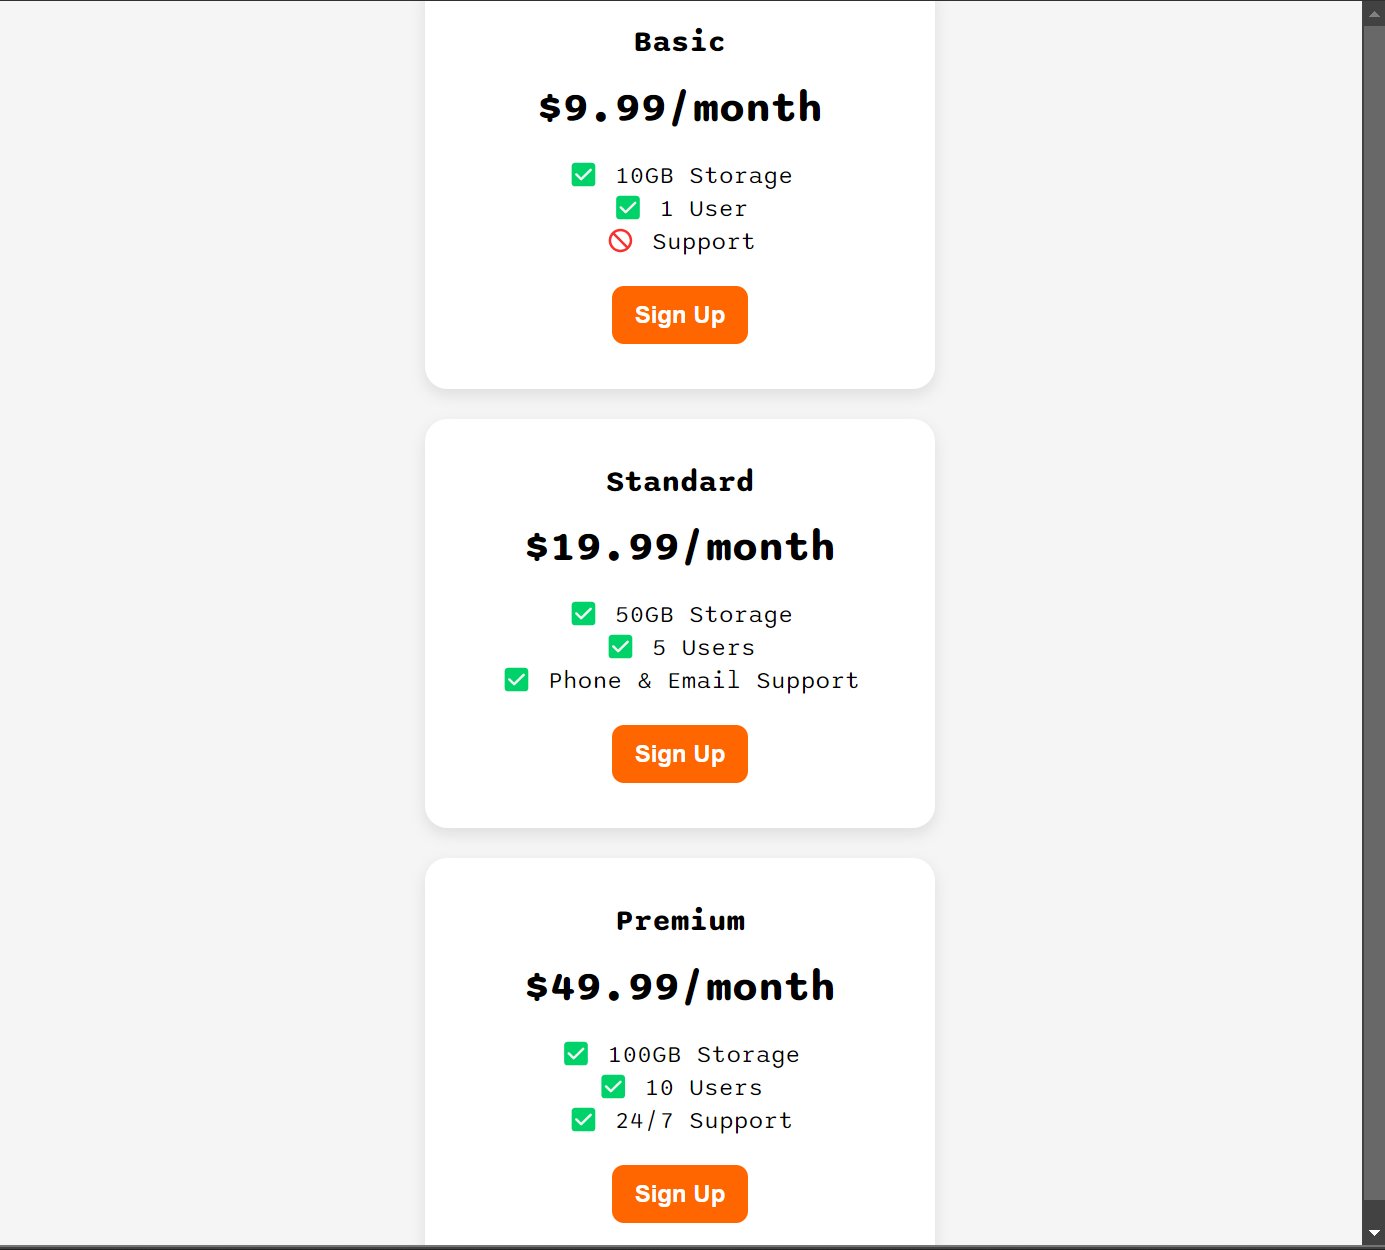 Basic
$9.99/month
✅ 10GB Storage
✅ 1 User
🚫 Support
Sign Up
Standard
$19.99/month
✅ 50GB Storage
✅ 5 Users
✅ Phone & Email Support
Sign Up
Premium
$49.99/month
✅ 100GB Storage
✅ 10 Users
✅ 24/7 Support
Sign Up